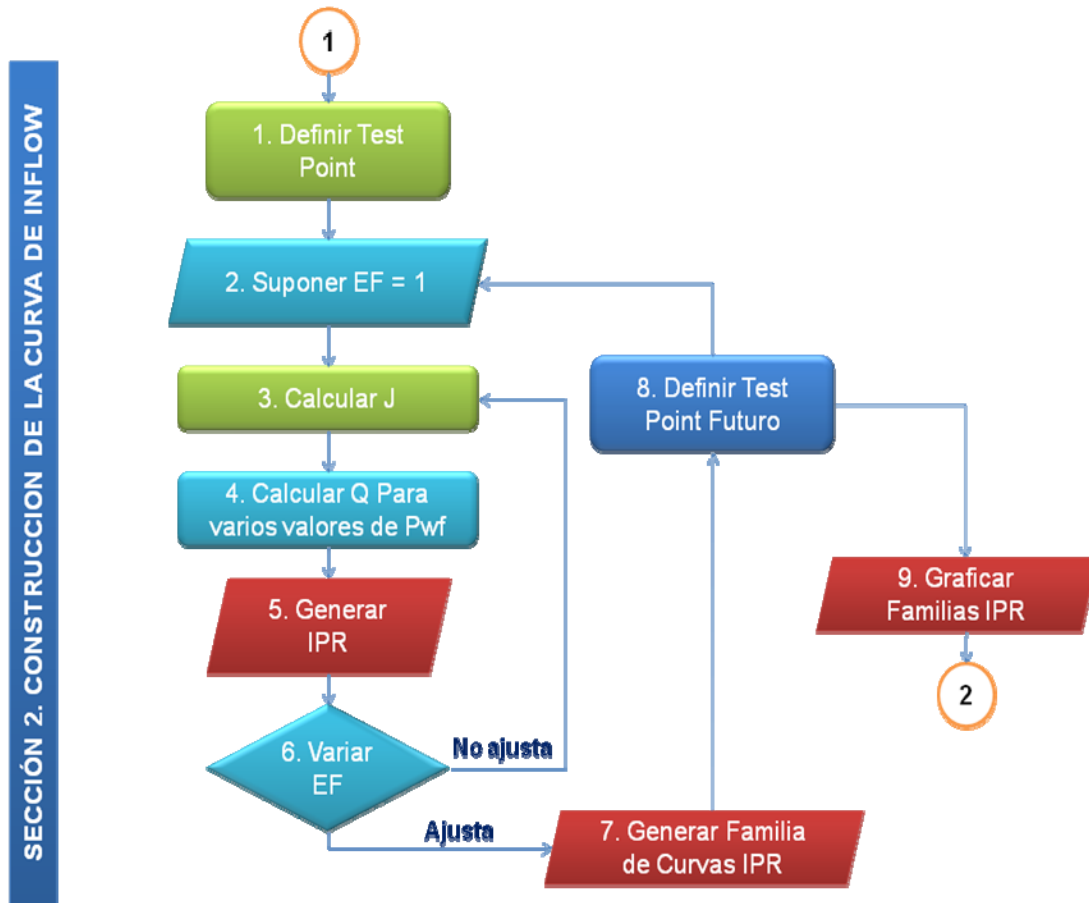 SECCIÓN 2. CONSTRUCCION DE LA CURVA DE INFLOW
1
1. Definir Test
Point
2. Suponer EF = 1
3. Calcular J
4. Calcular Q Para
varios valores de Pwf
5. Generar
IPR
6. Variar
EF
No ajusta
Ajusta
7. Generar Familia
de Curvas IPR
8. Definir Test
Point Futuro
9. Graficar
Familias IPR
2